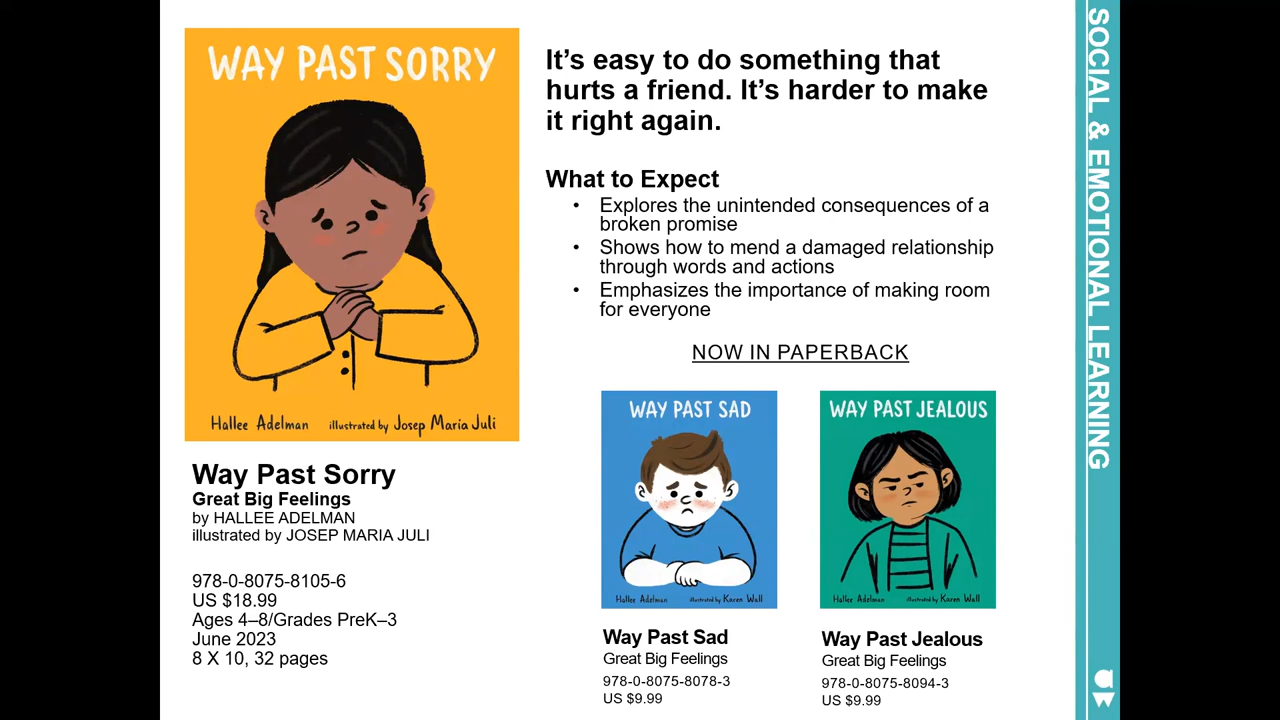 WAY PAST SORRY
Hallee Adelman
illustrated by Josep Maria Juli
Way Past Sorry
Great Big Feelings
by HALLEE ADELMAN
illustrated by JOSEP MARIA JULI
978-0-8075-8105-6
US $18.99
Ages 4–8/Grades PreK–3
June 2023
8 X 10, 32 pages
It’s easy to do something that
hurts a friend. It’s harder to make
it right again.
What to Expect
• Explores the unintended consequences of a
broken promise
• Shows how to mend a damaged relationship
through words and actions
• Emphasizes the importance of making room
for everyone
NOW IN PAPERBACK
WAY PAST SAD
Hallee Adelman
illustrated by Karen Wall
Way Past Sad
Great Big Feelings
978-0-8075-8078-3
US $9.99
WAY PAST JEALOUS
Hallee Adelman
illustrated by Karen Wall
Way Past Jealous
Great Big Feelings
978-0-8075-8094-3
US $9.99
SOCIAL & EMOTIONAL LEARNING
aw